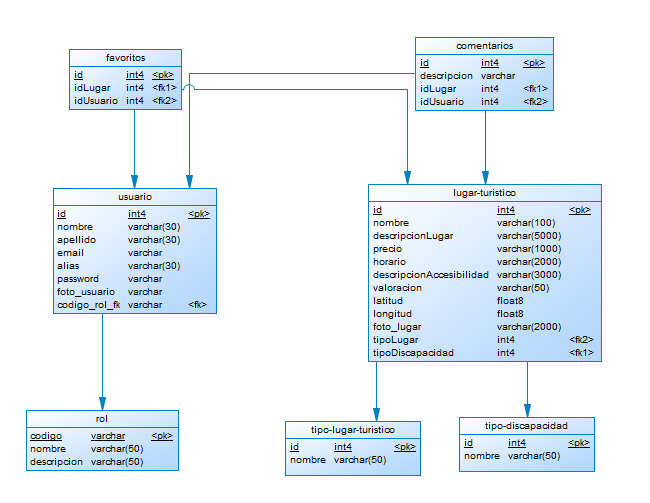 favoritos
id int4 <pk>
idLugar int4 <fk1>
idUsuario int4 <fk2>
comentarios
id int4 <pk>
descripcion varchar
idLugar int4 <fk1>
idUsuario int4 <fk2>
usuario
id int4 <pk>
nombre varchar(30)
apellido varchar(30)
email varchar
alias varchar(30)
password varchar
foto_usuario varchar
codigo_rol_fk varchar <fk>
lugar-turistico
id int4 <pk>
nombre varchar(100)
descripcionLugar varchar(5000)
precio varchar(1000)
horario varchar(2000)
descripcionAccesibilidad varchar(3000)
valoracion varchar(50)
latitud float8
longitud float8
foto_lugar varchar(2000)
tipoLugar int4 <fk2>
tipoDiscapacidad int4 <fk1>
rol
codigo varchar <pk>
nombre varchar(50)
descripcion varchar(50)
tipo-lugar-turistico
id int4 <pk>
nombre varchar(50)
tipo-discapacidad
id int4 <pk>
nombre varchar(50)